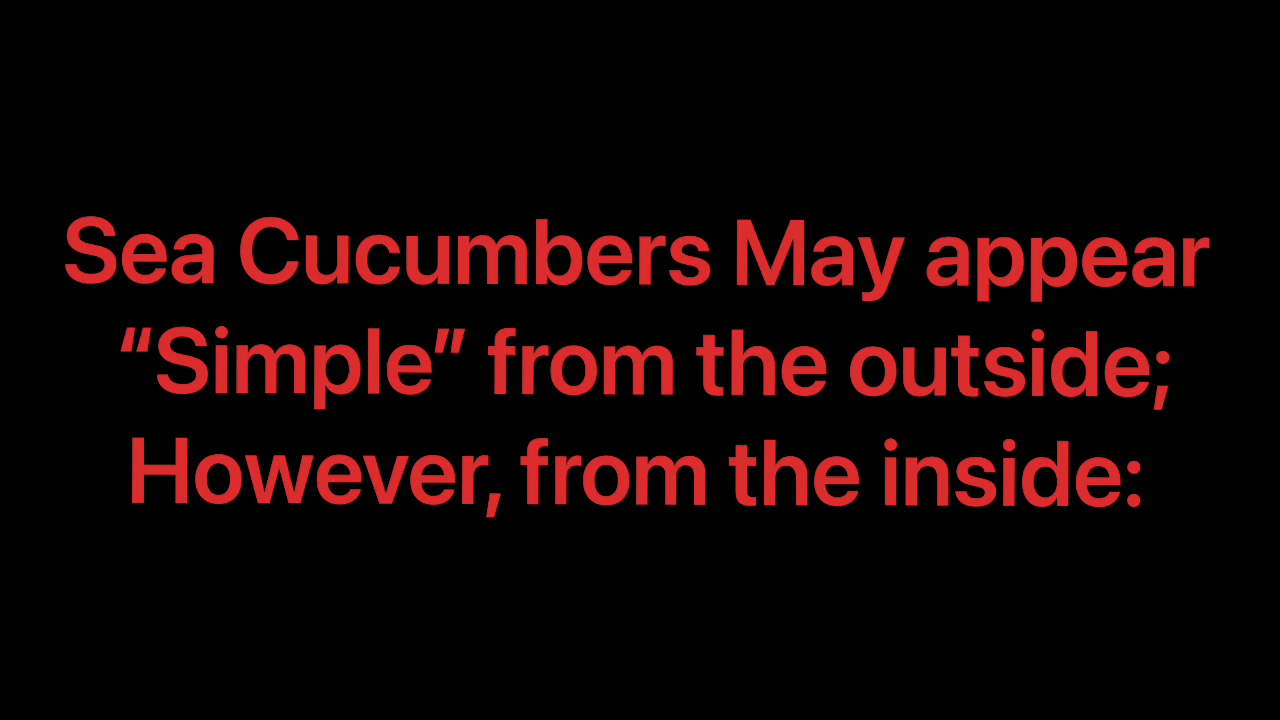 Sea Cucumbers May appear
“Simple” from the outside;
However, from the inside: